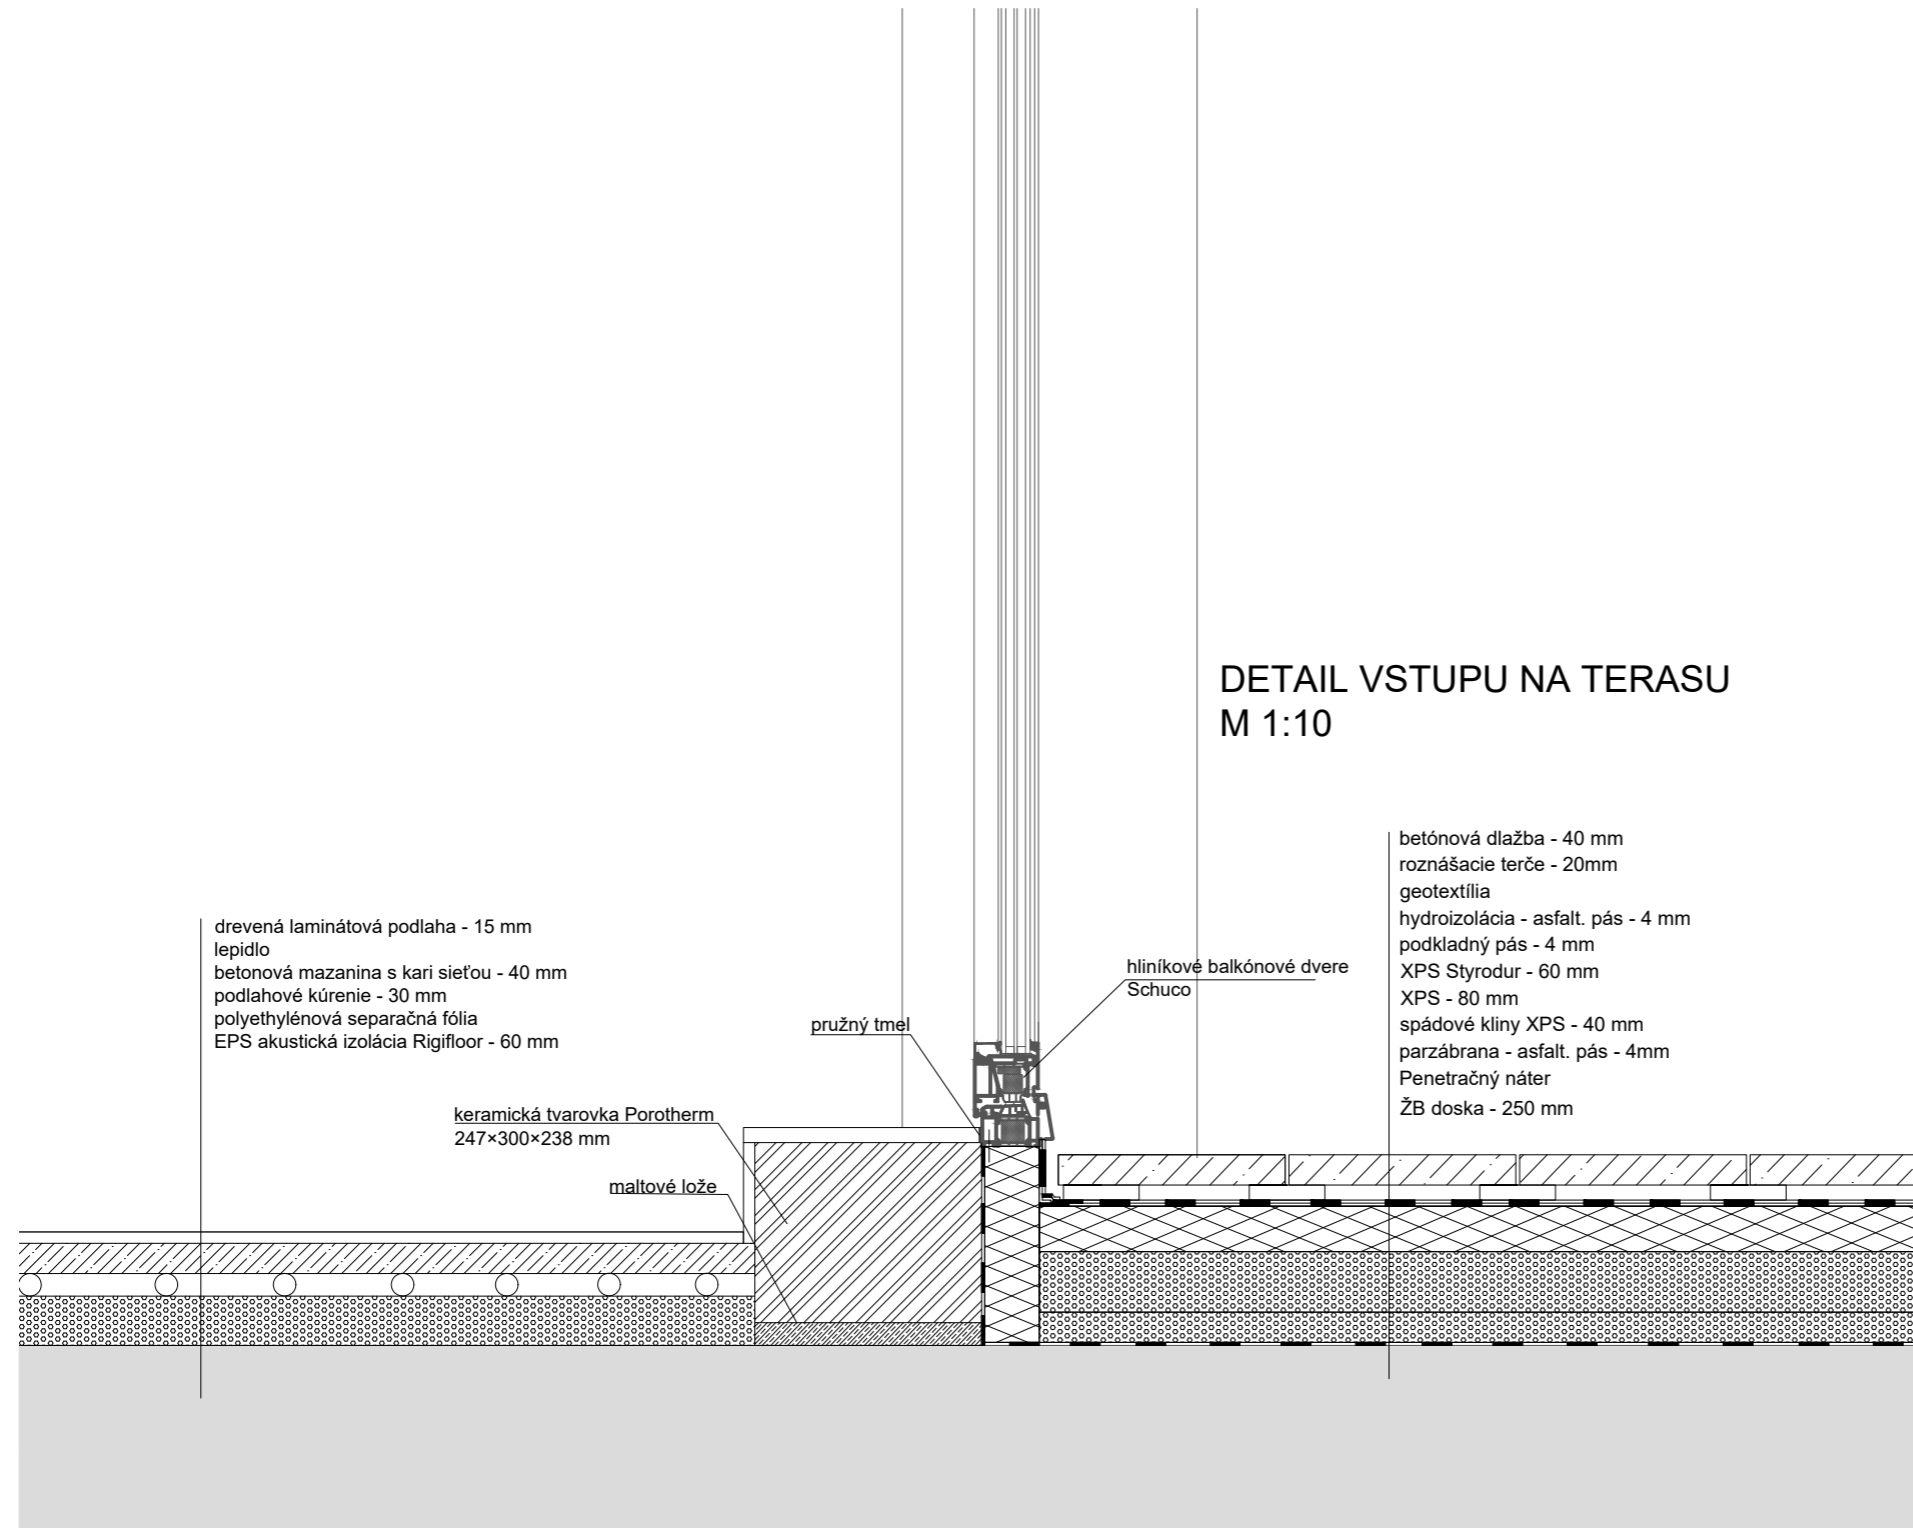 DETAIL VSTUPU NA TERASU
M 1:10
betónová dlažba - 40 mm
roznášacie terče - 20mm
geotextília
hydroizolácia - asfalt. pás - 4 mm
podkladný pás - 4 mm
XPS Styrodur - 60 mm
XPS - 80 mm
spádové kliny XPS - 40 mm
parzábrana - asfalt. pás - 4mm
Penetračný náter
ŽB doska - 250 mm
drevená laminátová podlaha - 15 mm
lepidlo
betonová mazanina s kari sieťou - 40 mm
podlahové kúrenie - 30 mm
polyethylénová separačná fólia
EPS akustická izolácia Rigifloor - 60 mm
hliníkové balkónové dvere
Schuco
pružný tmel
keramická tvarovka Porotherm
247×300×238 mm
maltové lože